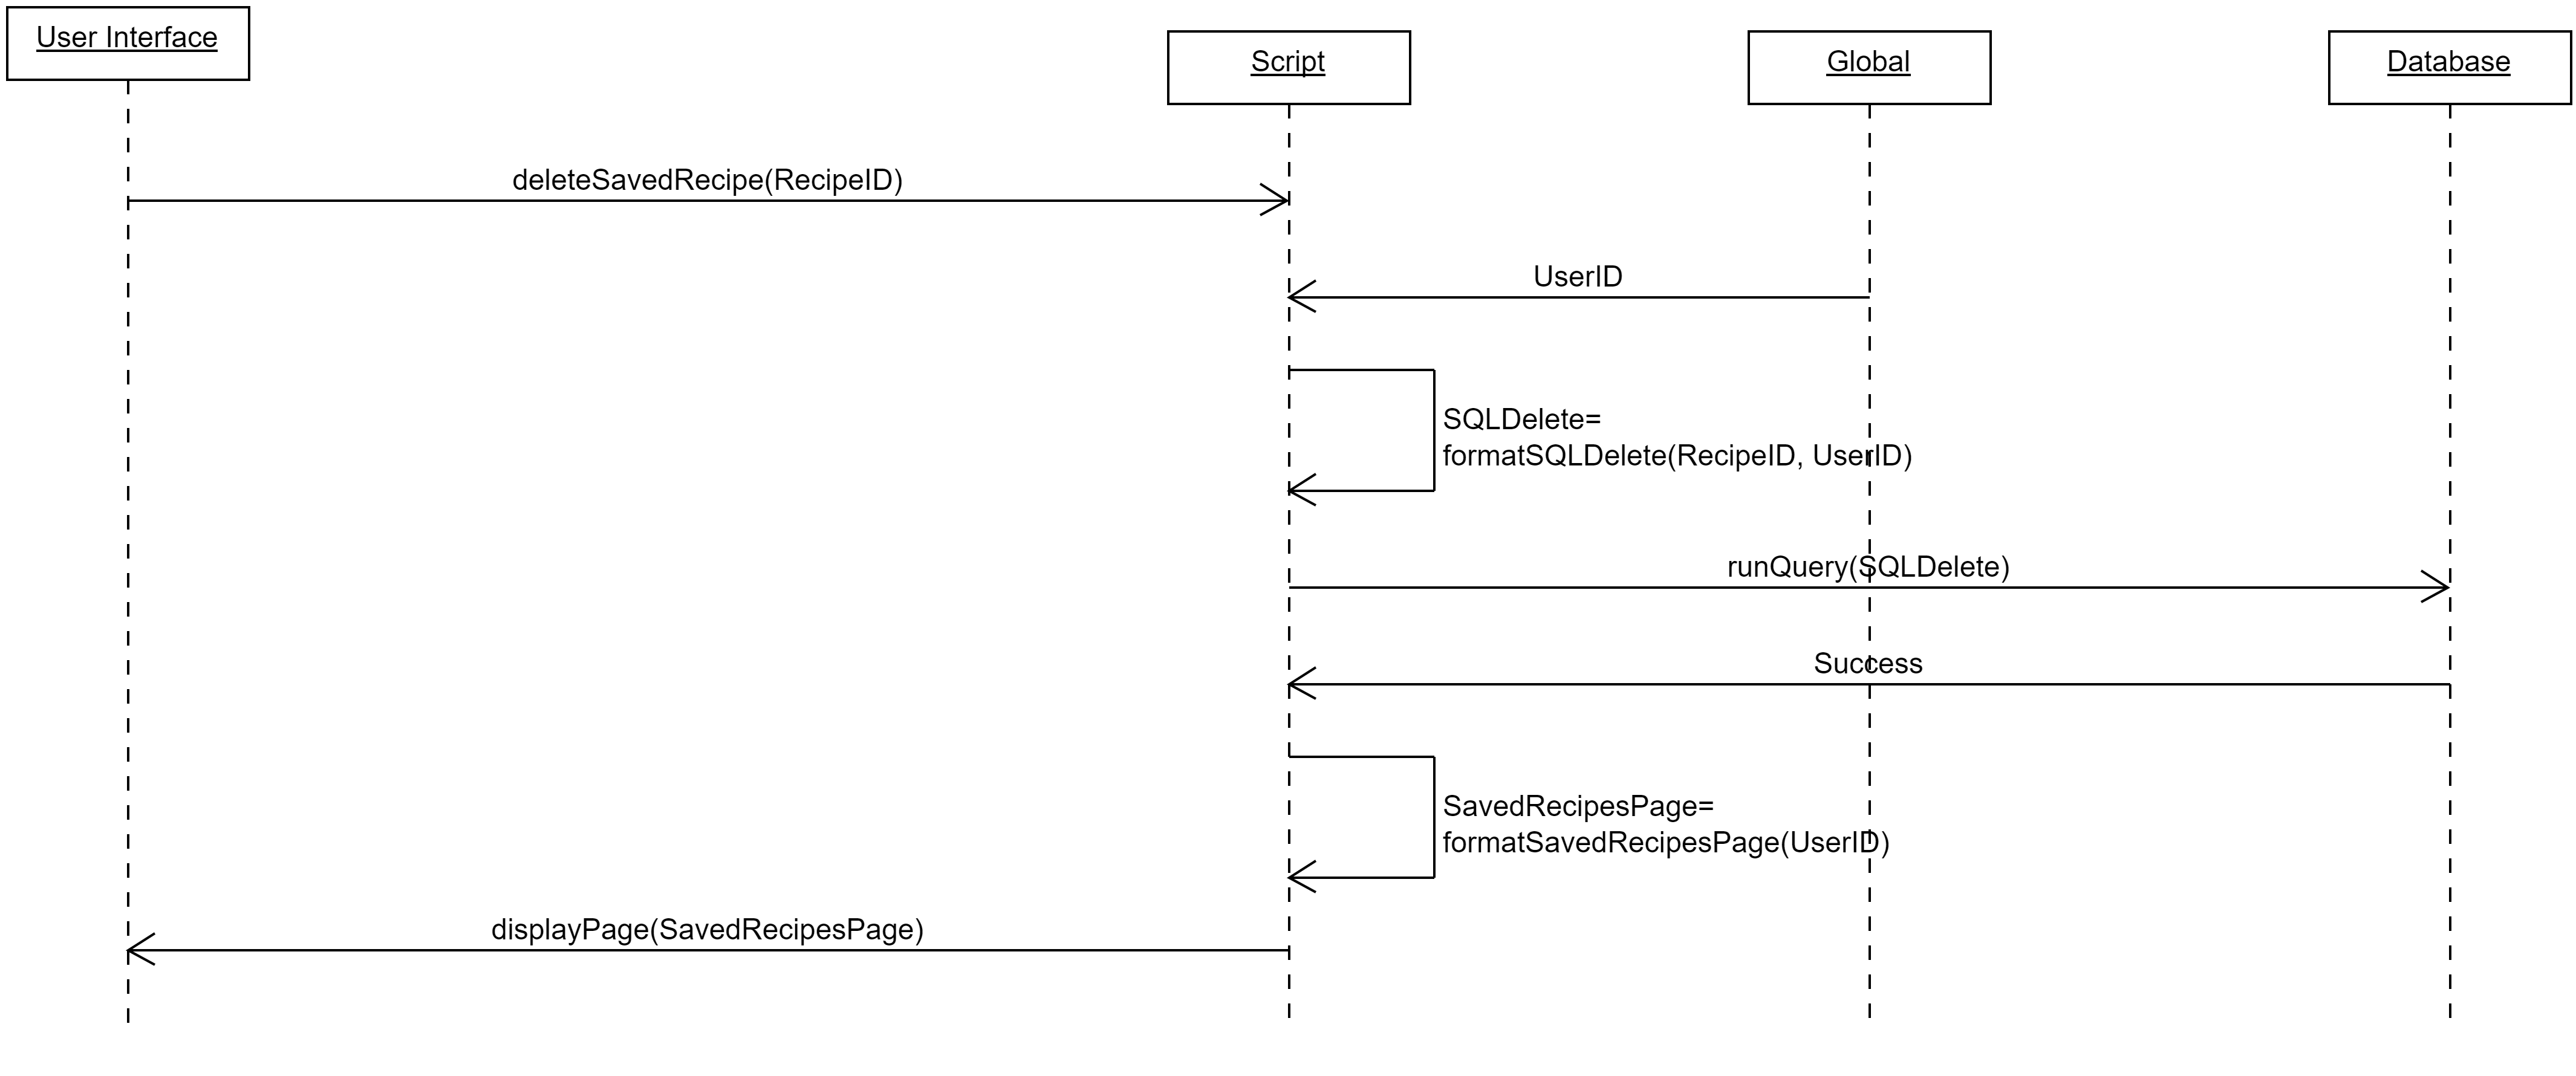 User Interface
Script
Global
Database
deleteSavedRecipe(RecipeID)
UserID
SQLDelete=
formatSQLDelete(RecipeID, UserID)
runQuery(SQLDelete)
Success
SavedRecipesPage=
formatSavedRecipesPage(UserID)
displayPage(SavedRecipesPage)